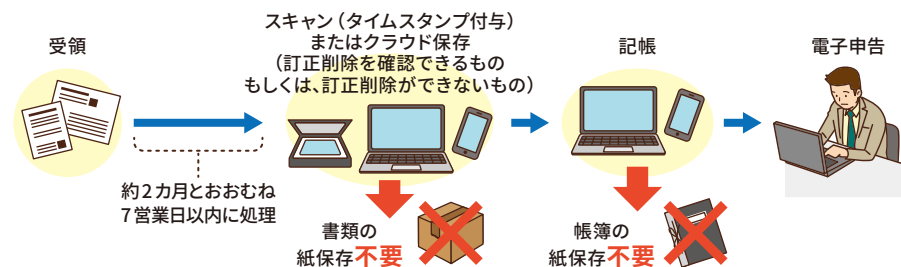 受領
スキャン（タイムスタンプ付与）
またはクラウド保存
（訂正削除を確認できるもの
もしくは、訂正削除ができないもの）
記帳
電子申告
約2カ月とおおむね
7営業日以内に処理
書類の
紙保存不要
帳簿の
紙保存不要